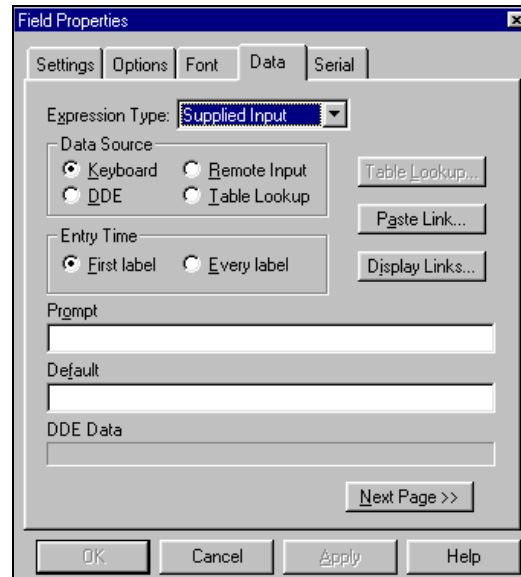 Field Properties
Settings Options Font Data Serial
Expression Type: Supplied Input
Data Source
Keyboard Remote Input
DDE Table Lookup
Table Lookup...
Paste Link...
Entry Time
First label Every label
Display Links...
Prompt
Default
DDE Data
Next Page >>
OK Cancel Apply Help